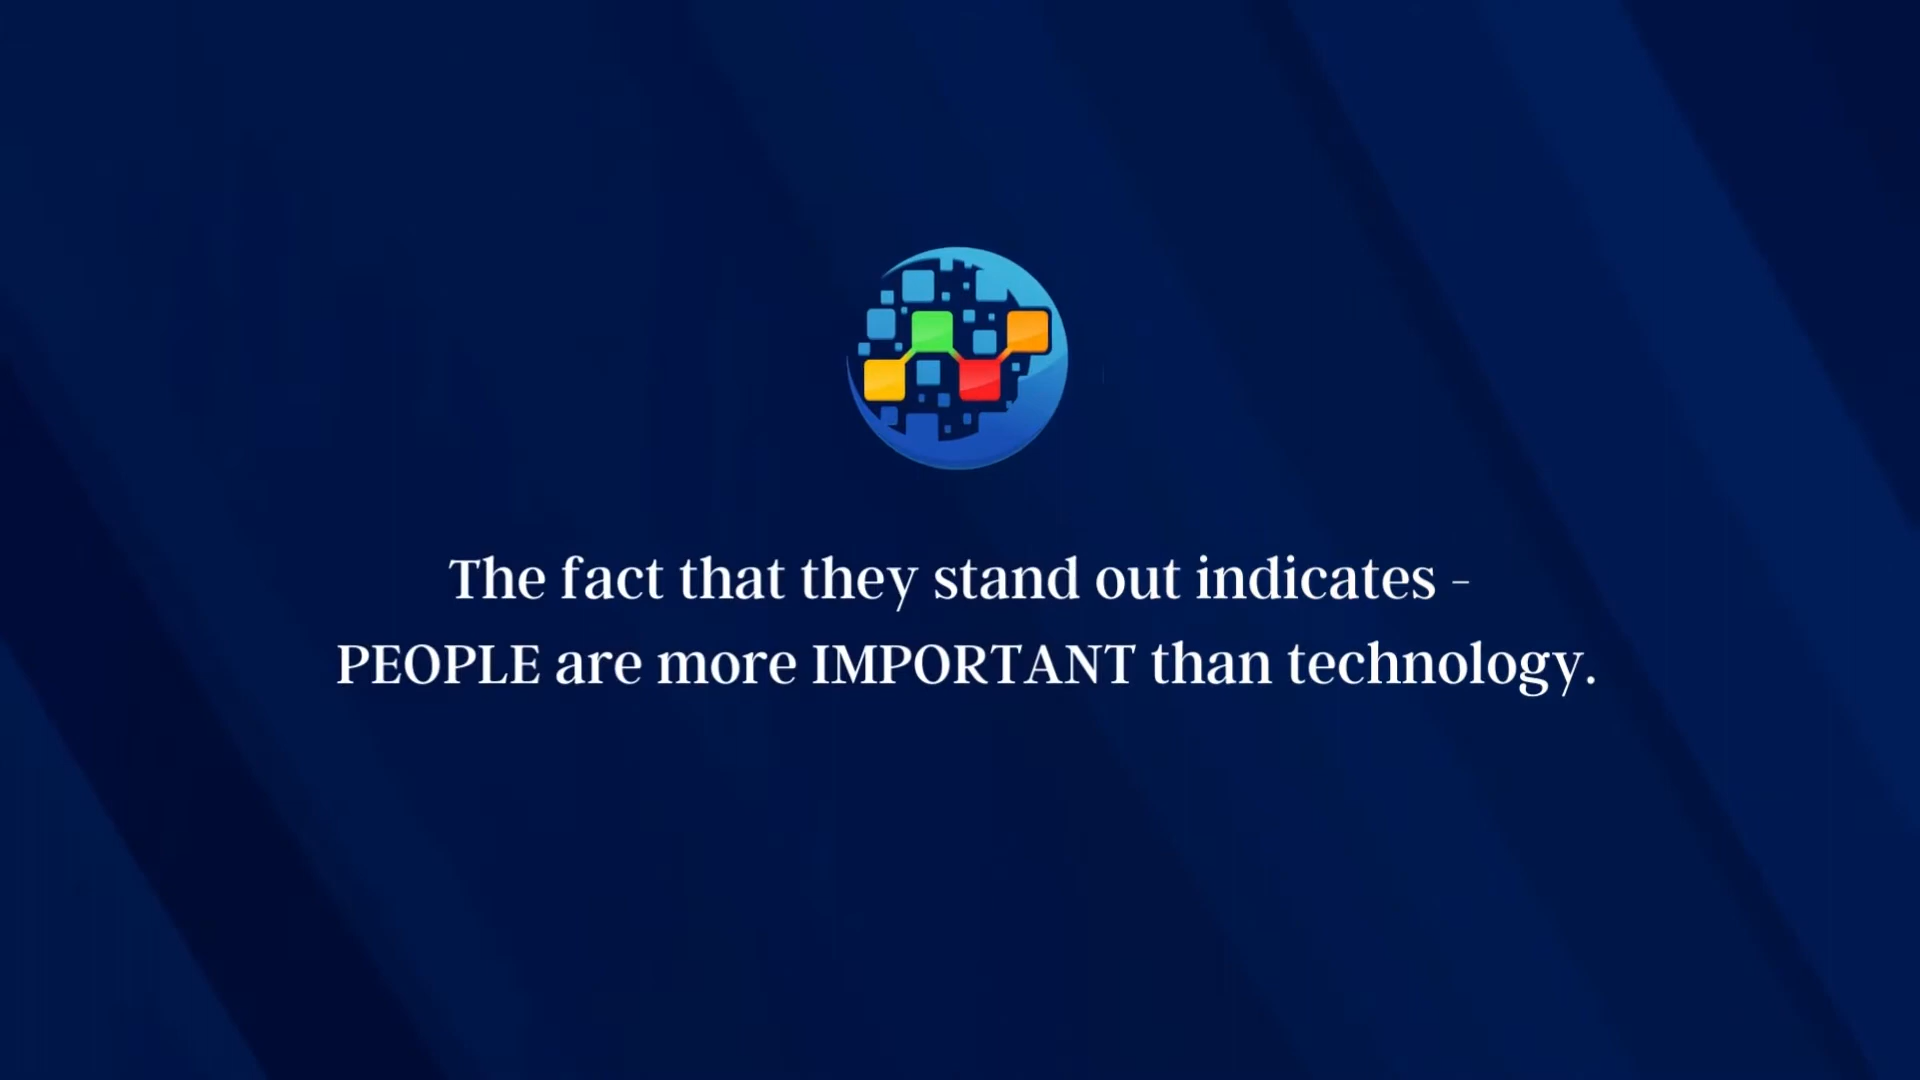 The fact that they stand out indicates -
PEOPLE are more IMPORTANT than technology.